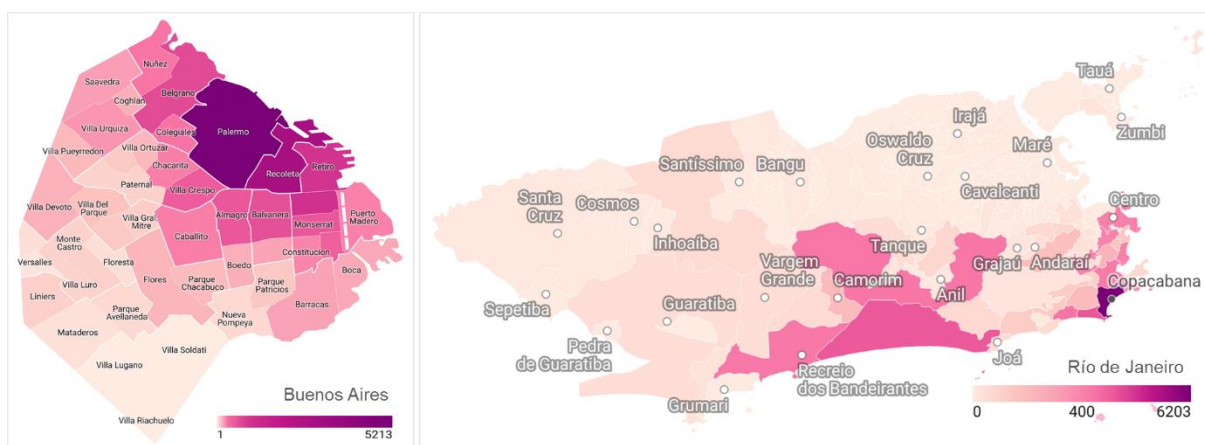 Nuñez
Saavedra
Coghlan
Belgrano
Villa Urquiza
Colegiales
Palermo
Villa Pueyrredon
Villa Ortuzar
Chacarita
Recoleta
Retiro
Paternal
Villa Crespo
Villa Devoto
Villa Del
Parque
Villa Gral.
Mitre
Almagro
Balvanera
Puerto
Madero
Monserrat
Caballito
Monte
Castro
Constitución
Versalles
Floresta
Boedo
Boca
Villa Luro
Flores
Parque
Chacabuco
Parque
Patricios
Liniers
Barracas
Parque
Avellaneda
Nueva
Pompeya
Mataderos
Villa Soldati
Villa Lugano
Villa Riachuelo
Buenos Aires
1
5213
Tauá
Zumbi
Irajá
Oswaldo
Cruz
Maré
Santíssimo
Bangu
Cavalcanti
Santa
Cruz
Cosmos
Centro
Inhoaíba
Tanque
Grajaú
Andaraí
Vargem
Grande
Camorim
Anil
Copacabana
Sepetiba
Guaratiba
Pedra
de Guaratiba
Joá
Recreio
dos Bandeirantes
Grumari
Río de Janeiro
0
400
6203